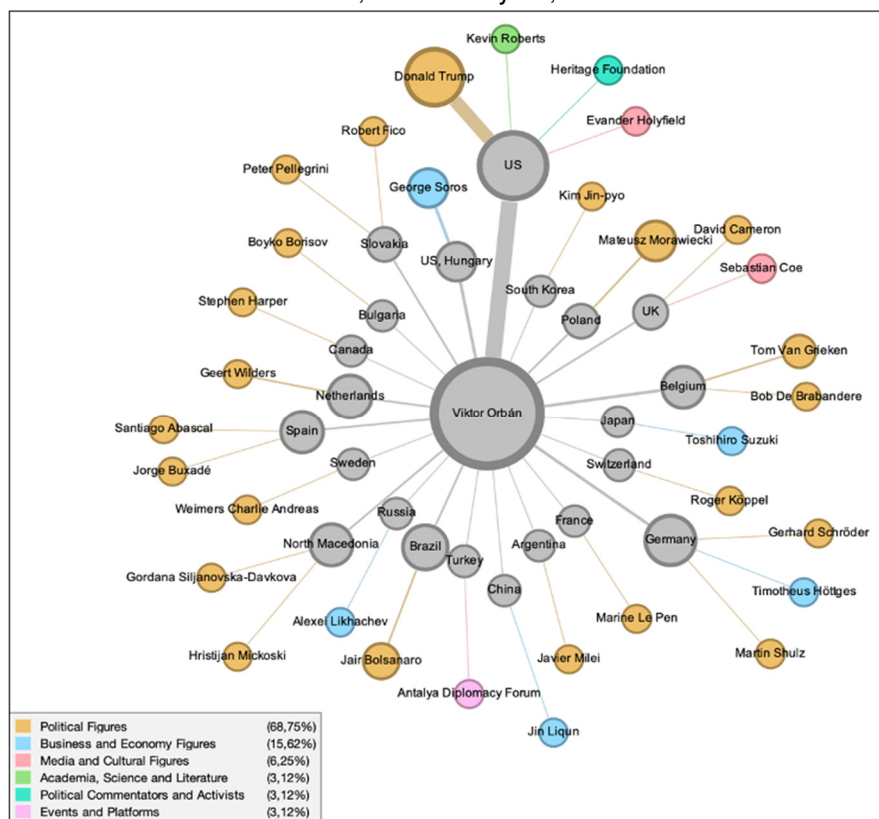 Kevin Roberts
Donald Trump
Heritage Foundation
Evander Holyfield
Robert Fico
US
Peter Pellegrini
George Soros
Kim Jin-pyo
David Cameron
Boyko Borisov
Slovakia
Mateusz Morawiecki
US, Hungary
Sebastian Coe
South Korea
Stephen Harper
Bulgaria
Poland
UK
Canada
Tom Van Grieken
Geert Wilders
Netherlands
Belgium
Bob De Brabandere
Viktor Orbán
Japan
Santiago Abascal
Spain
Toshihiro Suzuki
Jorge Buxadé
Sweden
Switzerland
Roger Köppel
Weimers Charlie Andreas
Russia
France
Gerhard Schröder
North Macedonia
Brazil
Argentina
Germany
Turkey
Gordana Siljanovska-Davkova
China
Timotheus Höttges
Alexei Likhachev
Marine Le Pen
Hristijan Mickoski
Jair Bolsanaro
Javier Milei
Martin Shulz
Antalya Diplomacy Forum
Jin Liqun
Political Figures (68,75%)
Business and Economy Figures (15,62%)
Media and Cultural Figures (6,25%)
Academia, Science and Literature (3,12%)
Political Commentators and Activists (3,12%)
Events and Platforms (3,12%)